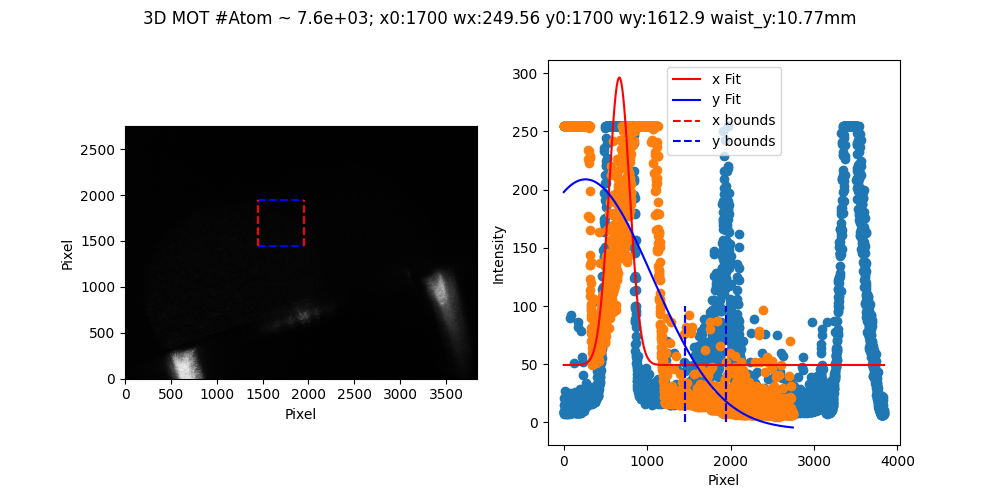 3D MOT #Atom ~ 7.6e+03; x0:1700 wx:249.56 y0:1700 wy:1612.9 waist_y:10.77mm
2500
2000
1500
1000
500
0
Pixel
0 500 1000 1500 2000 2500 3000 3500
Pixel
300
250
200
150
100
50
0
Intensity
x Fit
y Fit
x bounds
y bounds
0 1000 2000 3000 4000
Pixel